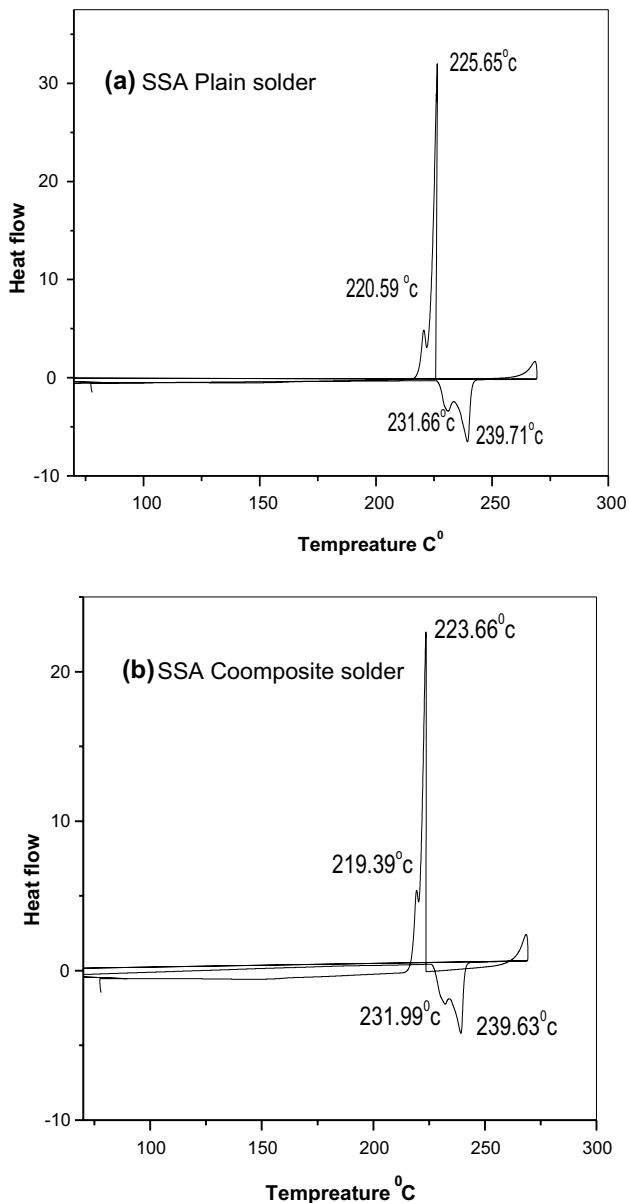 (a) SSA Plain solder
225.65°c
220.59 °c
231.66°c
239.71°c
30
20
10
0
-10
Heat flow
100
150
200
250
300
Tempreature C⁰
(b) SSA Coomposite solder
223.66⁰c
219.39⁰c
231.99⁰c
239.63⁰c
20
10
0
-10
Heat flow
100
150
200
250
300
Tempreature ⁰C